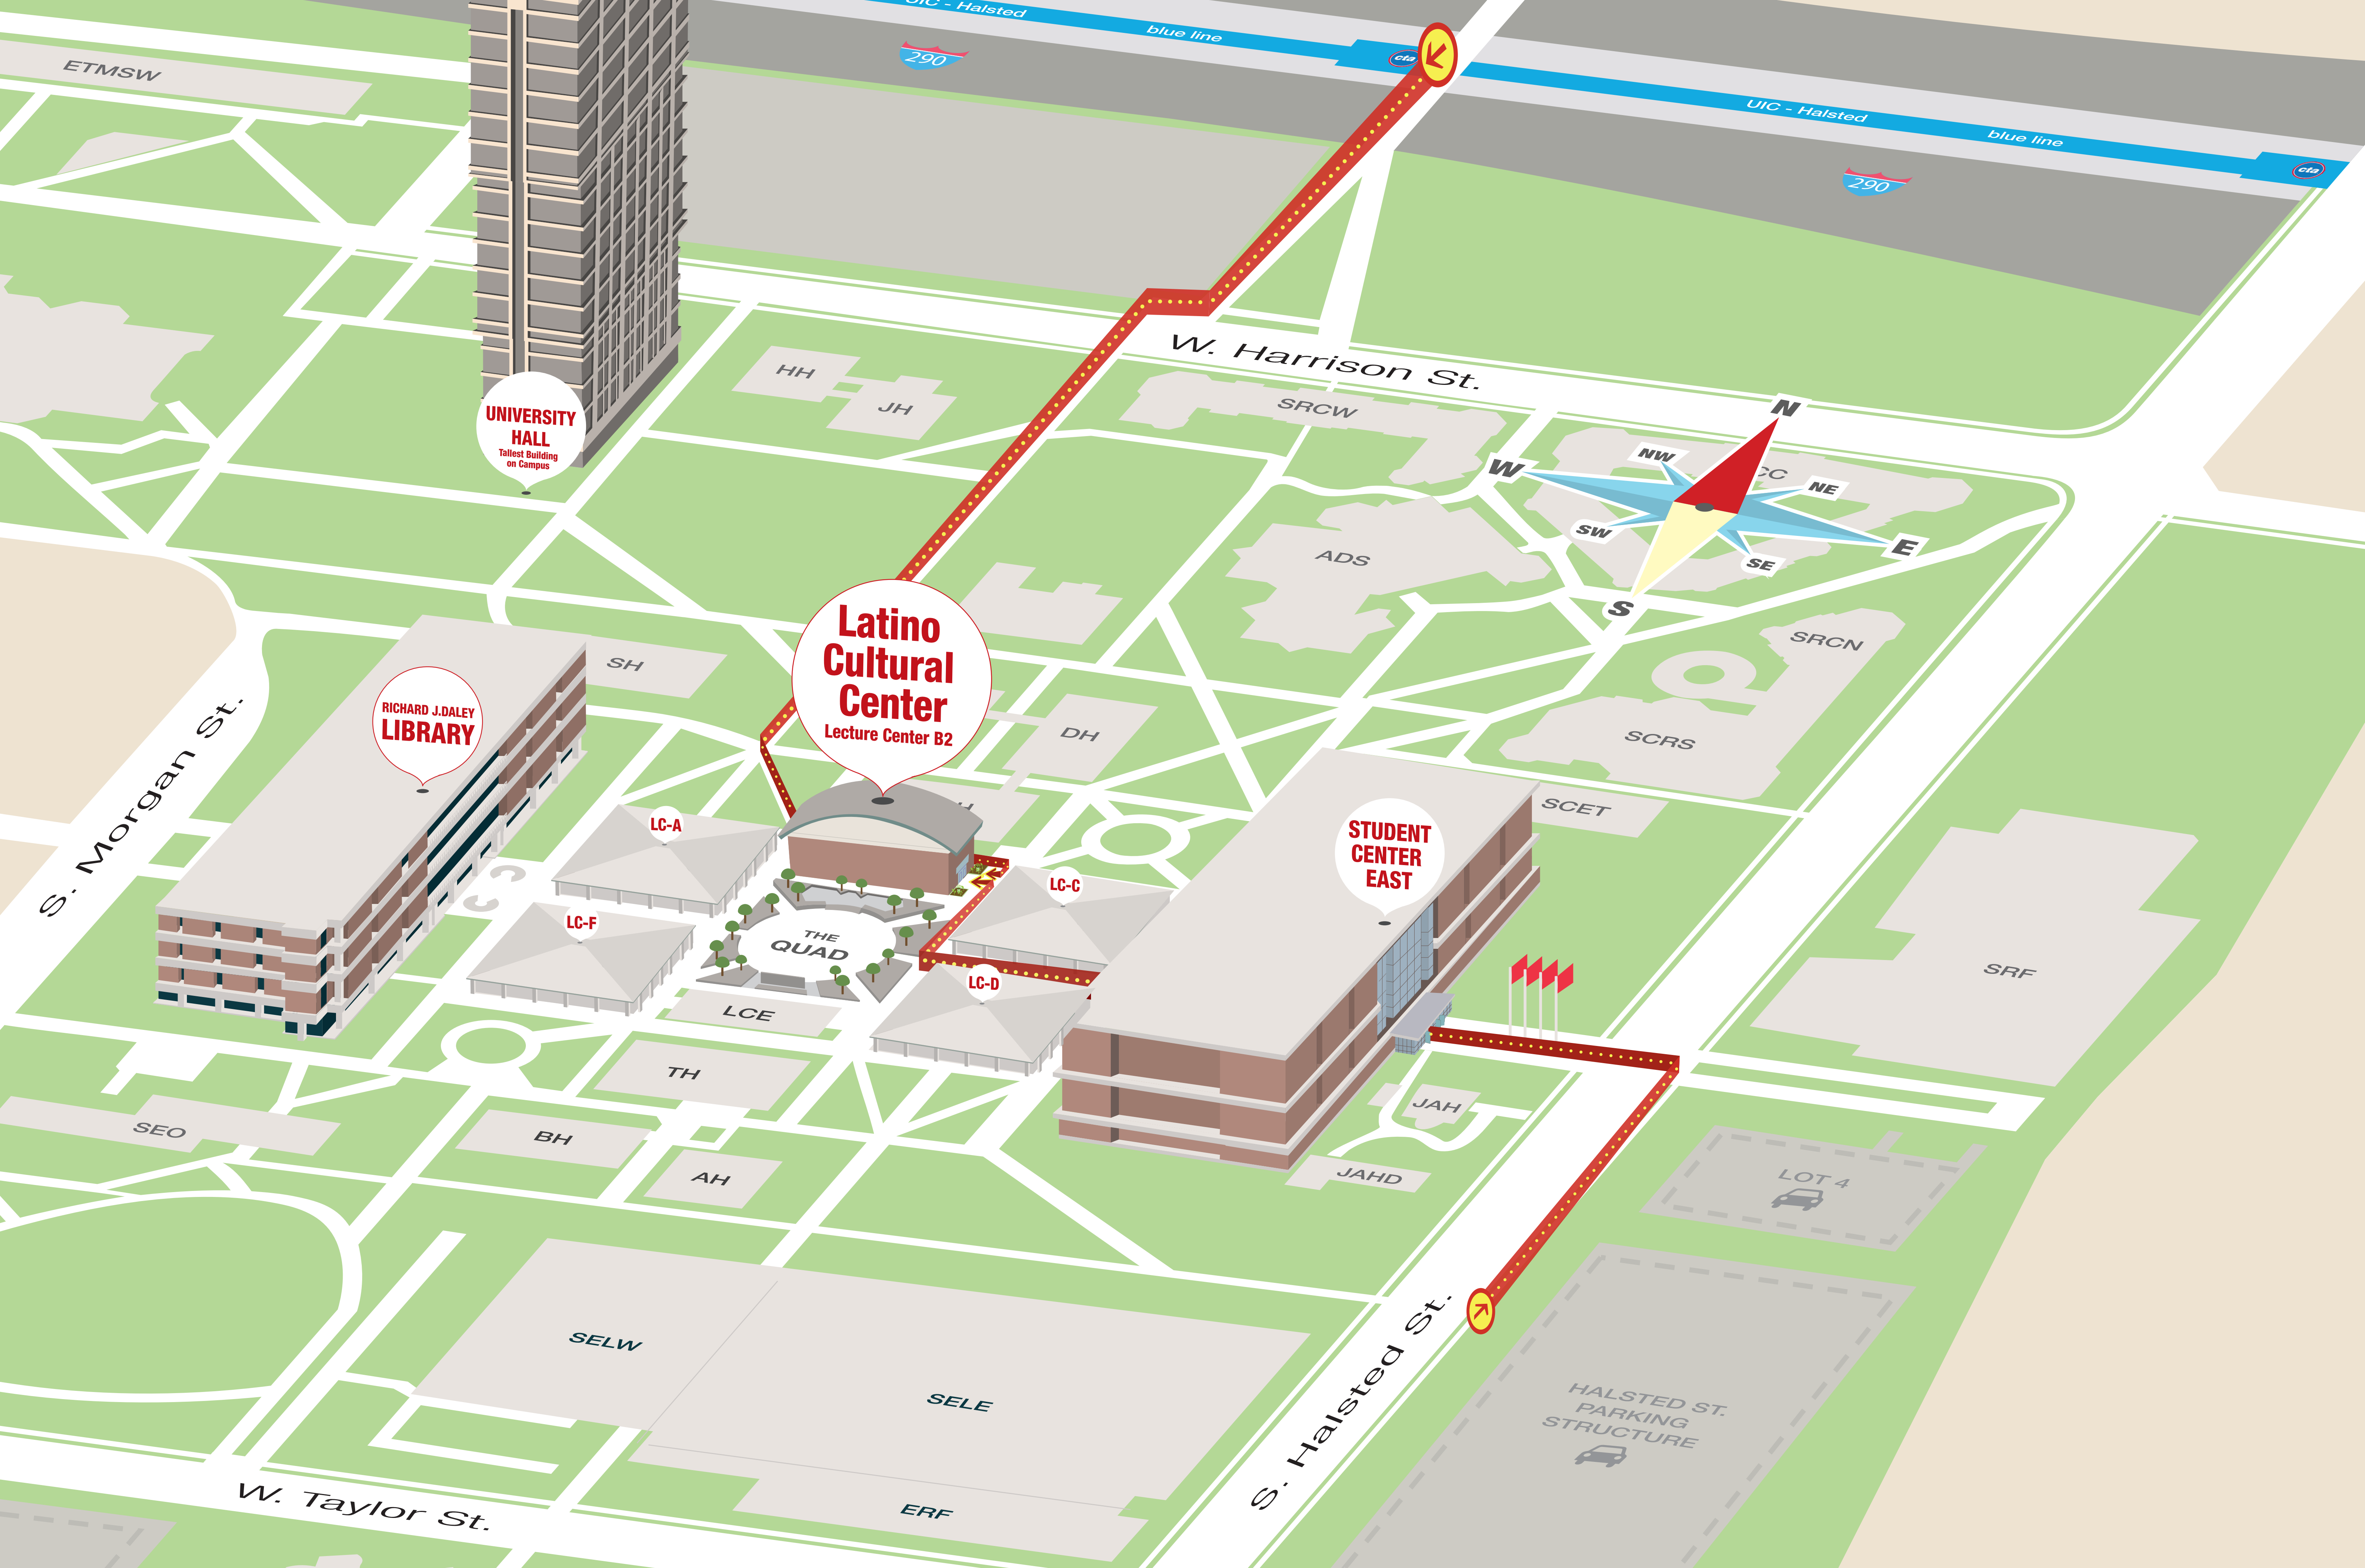 UIC - Halsted
blue line
cta
290
UIC - Halsted
blue line
cta
290
ETMSW
W. Harrison St.
HH
JH
SRCW
N
NW
W
NE
SW
E
SE
S
CC
UNIVERSITY
HALL
Tallest Building
on Campus
ADS
Latino
Cultural
Center
Lecture Center B2
SH
SRCN
RICHARD J.DALEY
LIBRARY
DH
SCRS
S. Morgan St.
H
SCET
LC-A
STUDENT
CENTER
EAST
LC-C
LC-F
THE
QUAD
LC-D
SRF
LCE
TH
JAH
SEO
BH
AH
JAHD
LOT 4
S. Halsted St.
SELW
SELE
HALSTED ST.
PARKING
STRUCTURE
W. Taylor St.
ERF